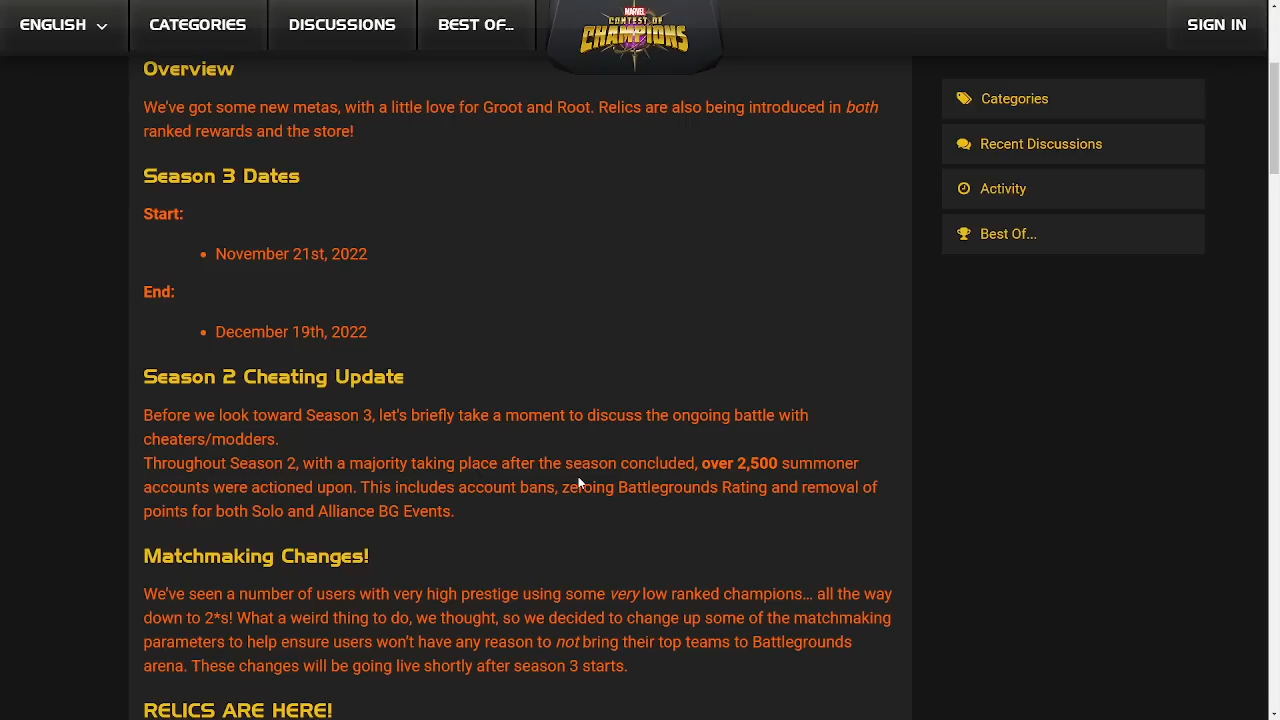 ENGLISH
CATEGORIES
DISCUSSIONS
BEST OF...
MARVEL
CONTEST OF
CHAMPIONS
SIGN IN
Overview
We've got some new metas, with a little love for Groot and Root. Relics are also being introduced in both
ranked rewards and the store!
Season 3 Dates
Start:
• November 21st, 2022
End:
• December 19th, 2022
Season 2 Cheating Update
Before we look toward Season 3, let's briefly take a moment to discuss the ongoing battle with
cheaters/modders.
Throughout Season 2, with a majority taking place after the season concluded, over 2,500 summoner
accounts were actioned upon. This includes account bans, zeroing Battlegrounds Rating and removal of
points for both Solo and Alliance BG Events.
Matchmaking Changes!
We've seen a number of users with very high prestige using some very low ranked champions... all the way
down to 2*s! What a weird thing to do, we thought, so we decided to change up some of the matchmaking
parameters to help ensure users won't have any reason to not bring their top teams to Battlegrounds
arena. These changes will be going live shortly after season 3 starts.
RELICS ARE HERE!
Categories
Recent Discussions
Activity
Best Of...